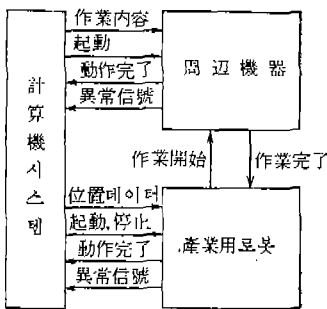 計算機시스템
作業內容
起動
動作完了
異常信號
周辺機器
作業開始
作業完了
位置데이터
起動, 停止
動作完了
異常信號
產業用로봇